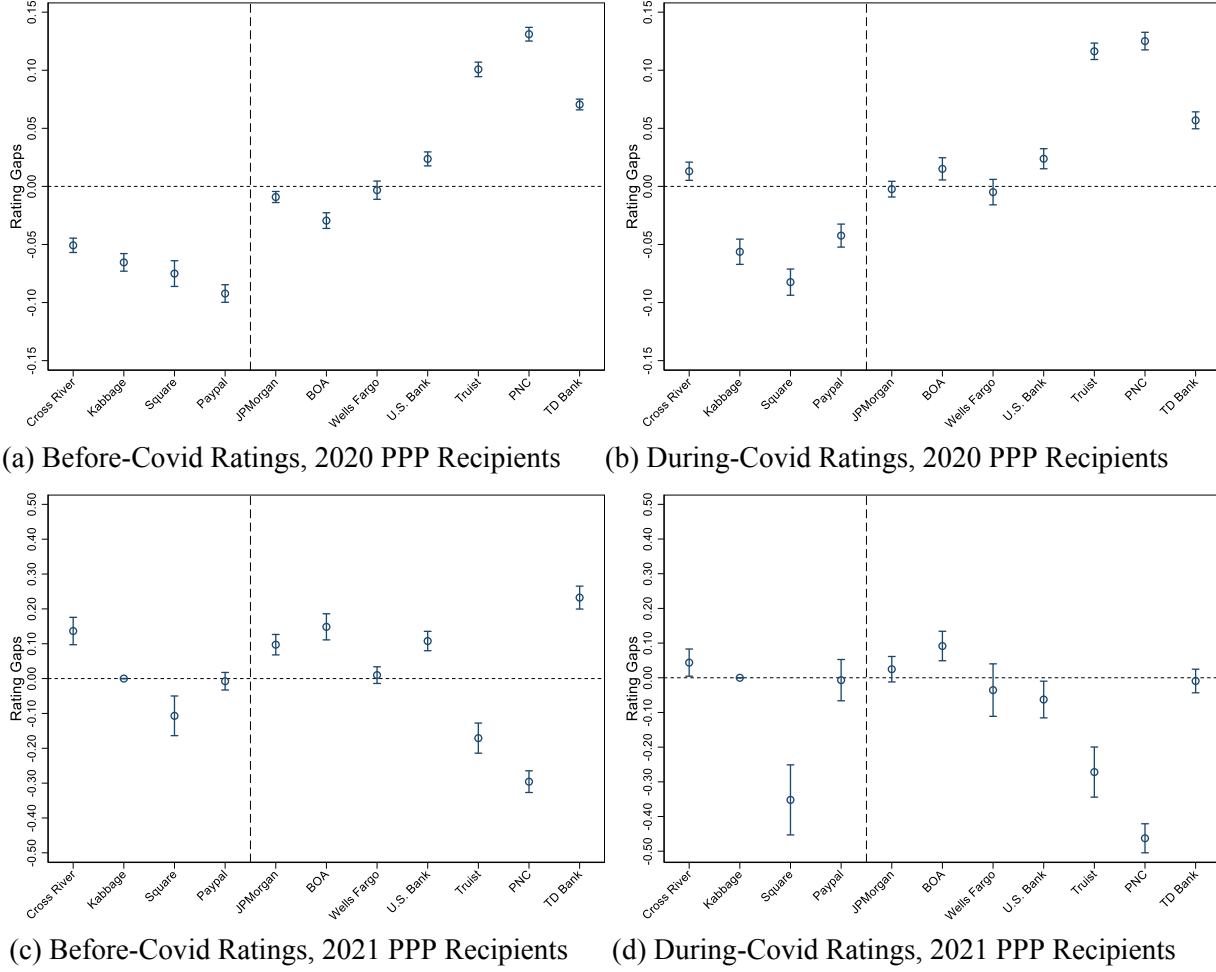 0.15
0.10
0.05
0.00
-0.05
-0.10
-0.15
Rating Gaps
Cross River
Kabbage
Square
Paypal
JPMorgan
BOA
Wells Fargo
U.S. Bank
Truist
PNC
TD Bank
(a) Before-Covid Ratings, 2020 PPP Recipients
0.15
0.10
0.05
0.00
-0.05
-0.10
-0.15
Rating Gaps
Cross River
Kabbage
Square
Paypal
JPMorgan
BOA
Wells Fargo
U.S. Bank
Truist
PNC
TD Bank
(b) During-Covid Ratings, 2020 PPP Recipients
0.50
0.40
0.30
0.20
0.10
0.00
-0.10
-0.20
-0.30
-0.40
-0.50
Rating Gaps
Cross River
Kabbage
Square
Paypal
JPMorgan
BOA
Wells Fargo
U.S. Bank
Truist
PNC
TD Bank
(c) Before-Covid Ratings, 2021 PPP Recipients
0.50
0.40
0.30
0.20
0.10
0.00
-0.10
-0.20
-0.30
-0.40
-0.50
Rating Gaps
Cross River
Kabbage
Square
Paypal
JPMorgan
BOA
Wells Fargo
U.S. Bank
Truist
PNC
TD Bank
(d) During-Covid Ratings, 2021 PPP Recipients